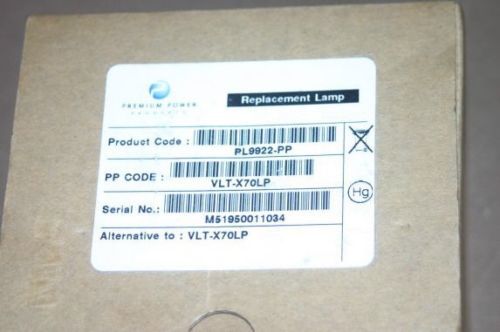 PREMIUM POWER
PRODUCTS
Replacement Lamp
Product Code :
PL9922-PP
PP CODE :
VLT-X70LP
Serial No.:
M51950011034
Hg
Alternative to : VLT-X70LP